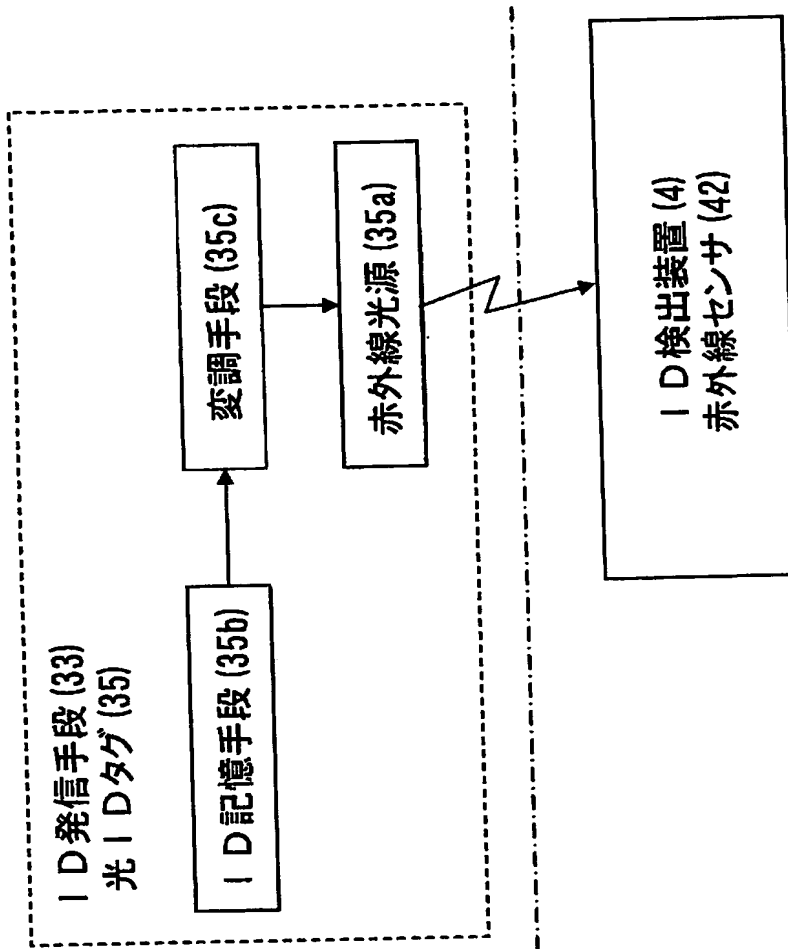 ID発信手段(33)
光IDタグ(35)
ID記憶手段(35b)
変調手段(35c)
赤外線光源(35a)
ID検出装置(4)
赤外線センサ(42)